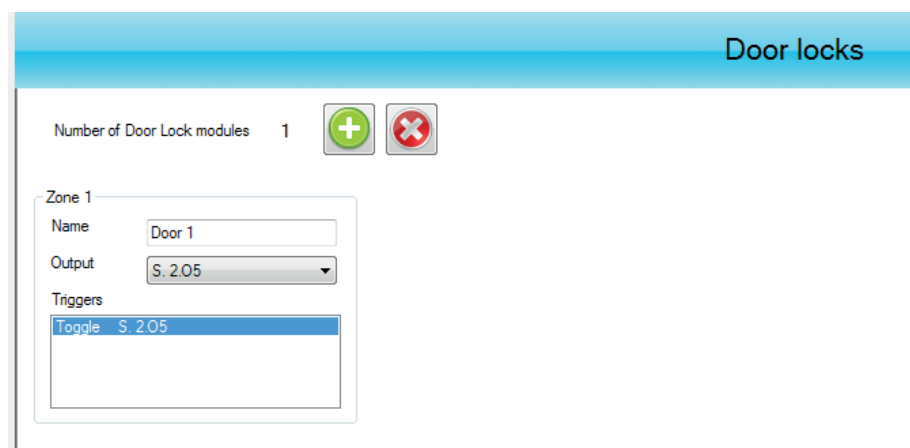 Door locks
Number of Door Lock modules 1
Zone 1
Name Door 1
Output S. 2.O5
Triggers
Toggle S. 2.O5